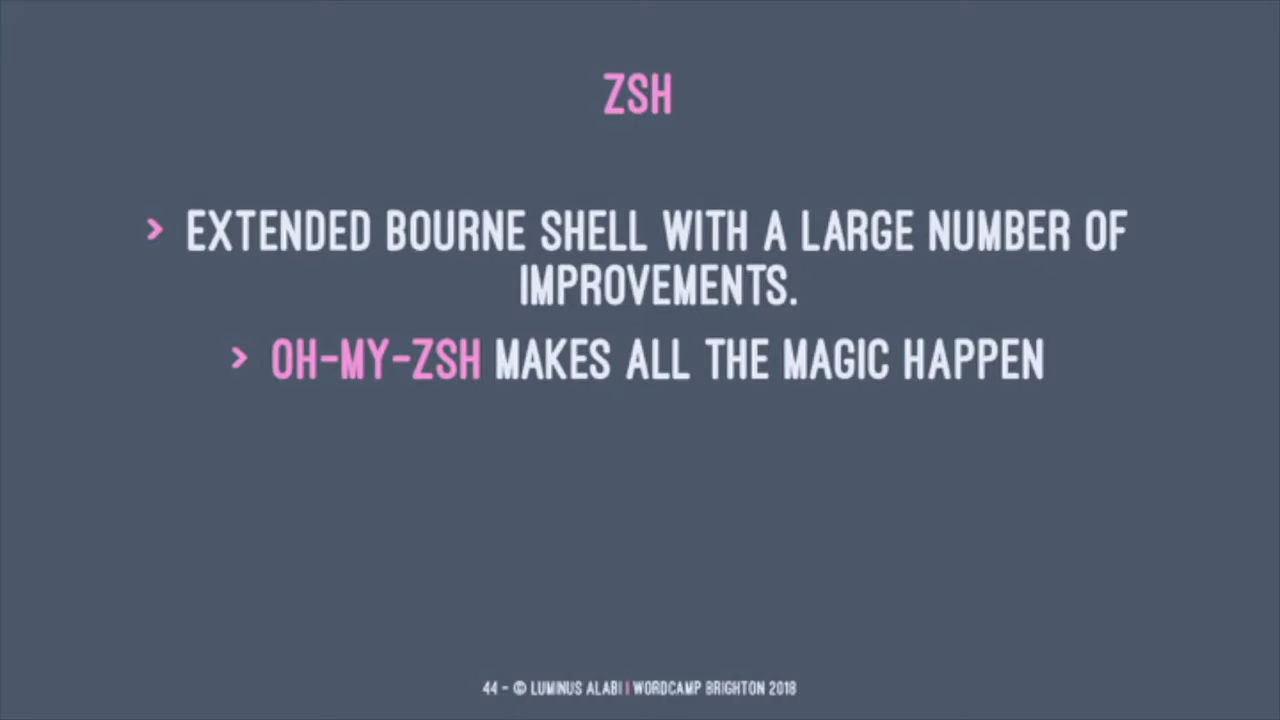 ZSH
> EXTENDED BOURNE SHELL WITH A LARGE NUMBER OF
IMPROVEMENTS.
> OH-MY-ZSH MAKES ALL THE MAGIC HAPPEN
44 - © LUMINUS ALABI | WORDCAMP BRIGHTON 2018